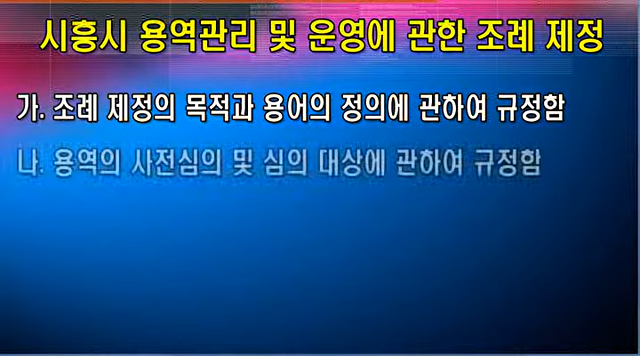 시흥시 용역관리 및 운영에 관한 조례 제정
가. 조례 제정의 목적과 용어의 정의에 관하여 규정함
나. 용역의 사전심의 및 심의 대상에 관하여 규정함